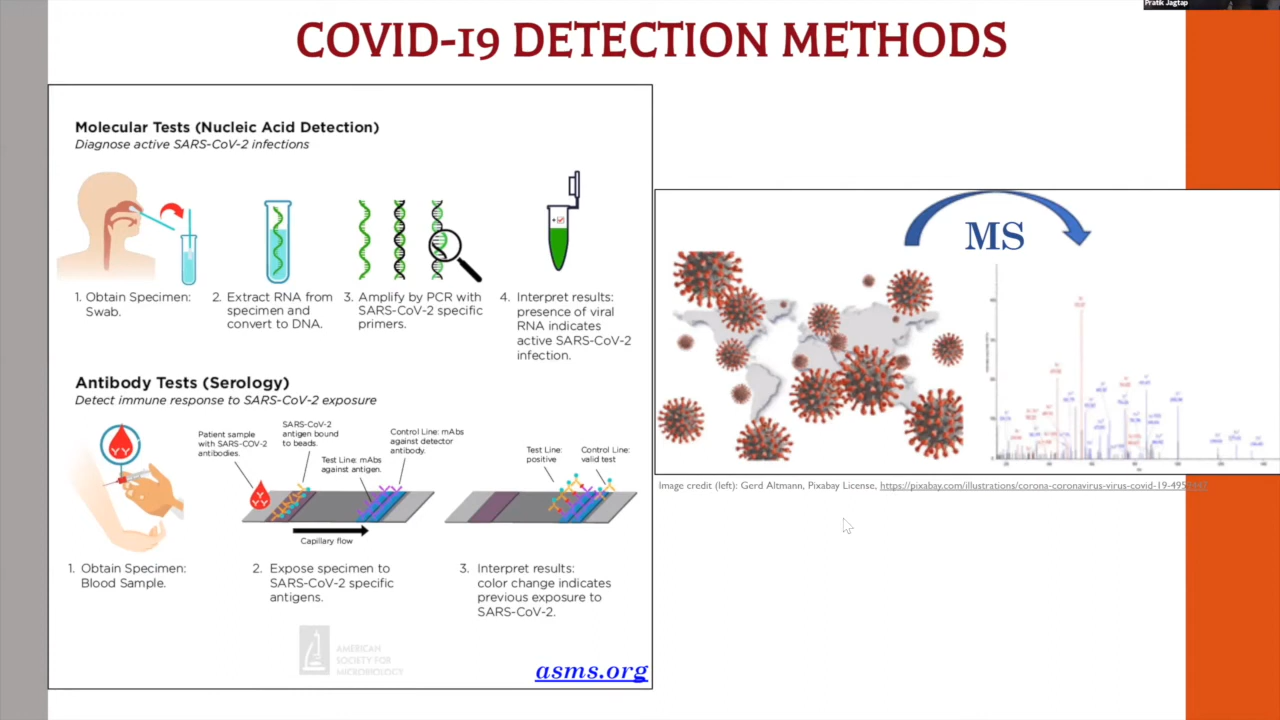 Pratik Jagtap
COVID-19 DETECTION METHODS
Molecular Tests (Nucleic Acid Detection)
Diagnose active SARS-CoV-2 infections
1. Obtain Specimen:
Swab.
2. Extract RNA from
specimen and
convert to DNA.
3. Amplify by PCR with
SARS-CoV-2 specific
primers.
4. Interpret results:
presence of viral
RNA indicates
active SARS-CoV-2
infection.
Antibody Tests (Serology)
Detect immune response to SARS-CoV-2 exposure
Patient sample
with SARS-COV-2
antibodies.
SARS-CoV-2
antigen bound
to beads.
Test Line: mAbs
against antigen.
Control Line: mAbs
against detector
antibody.
Test Line:
positive
Control Line:
valid test
Capillary flow
1. Obtain Specimen:
Blood Sample.
2. Expose specimen to
SARS-CoV-2 specific
antigens.
3. Interpret results:
color change indicates
previous exposure to
SARS-CoV-2.
AMERICAN
SOCIETY FOR
MICROBIOLOGY
asms.org
MS
Image credit (left): Gerd Altmann, Pixabay License, https://pixabay.com/illustrations/corona-coronavirus-virus-covid-19-